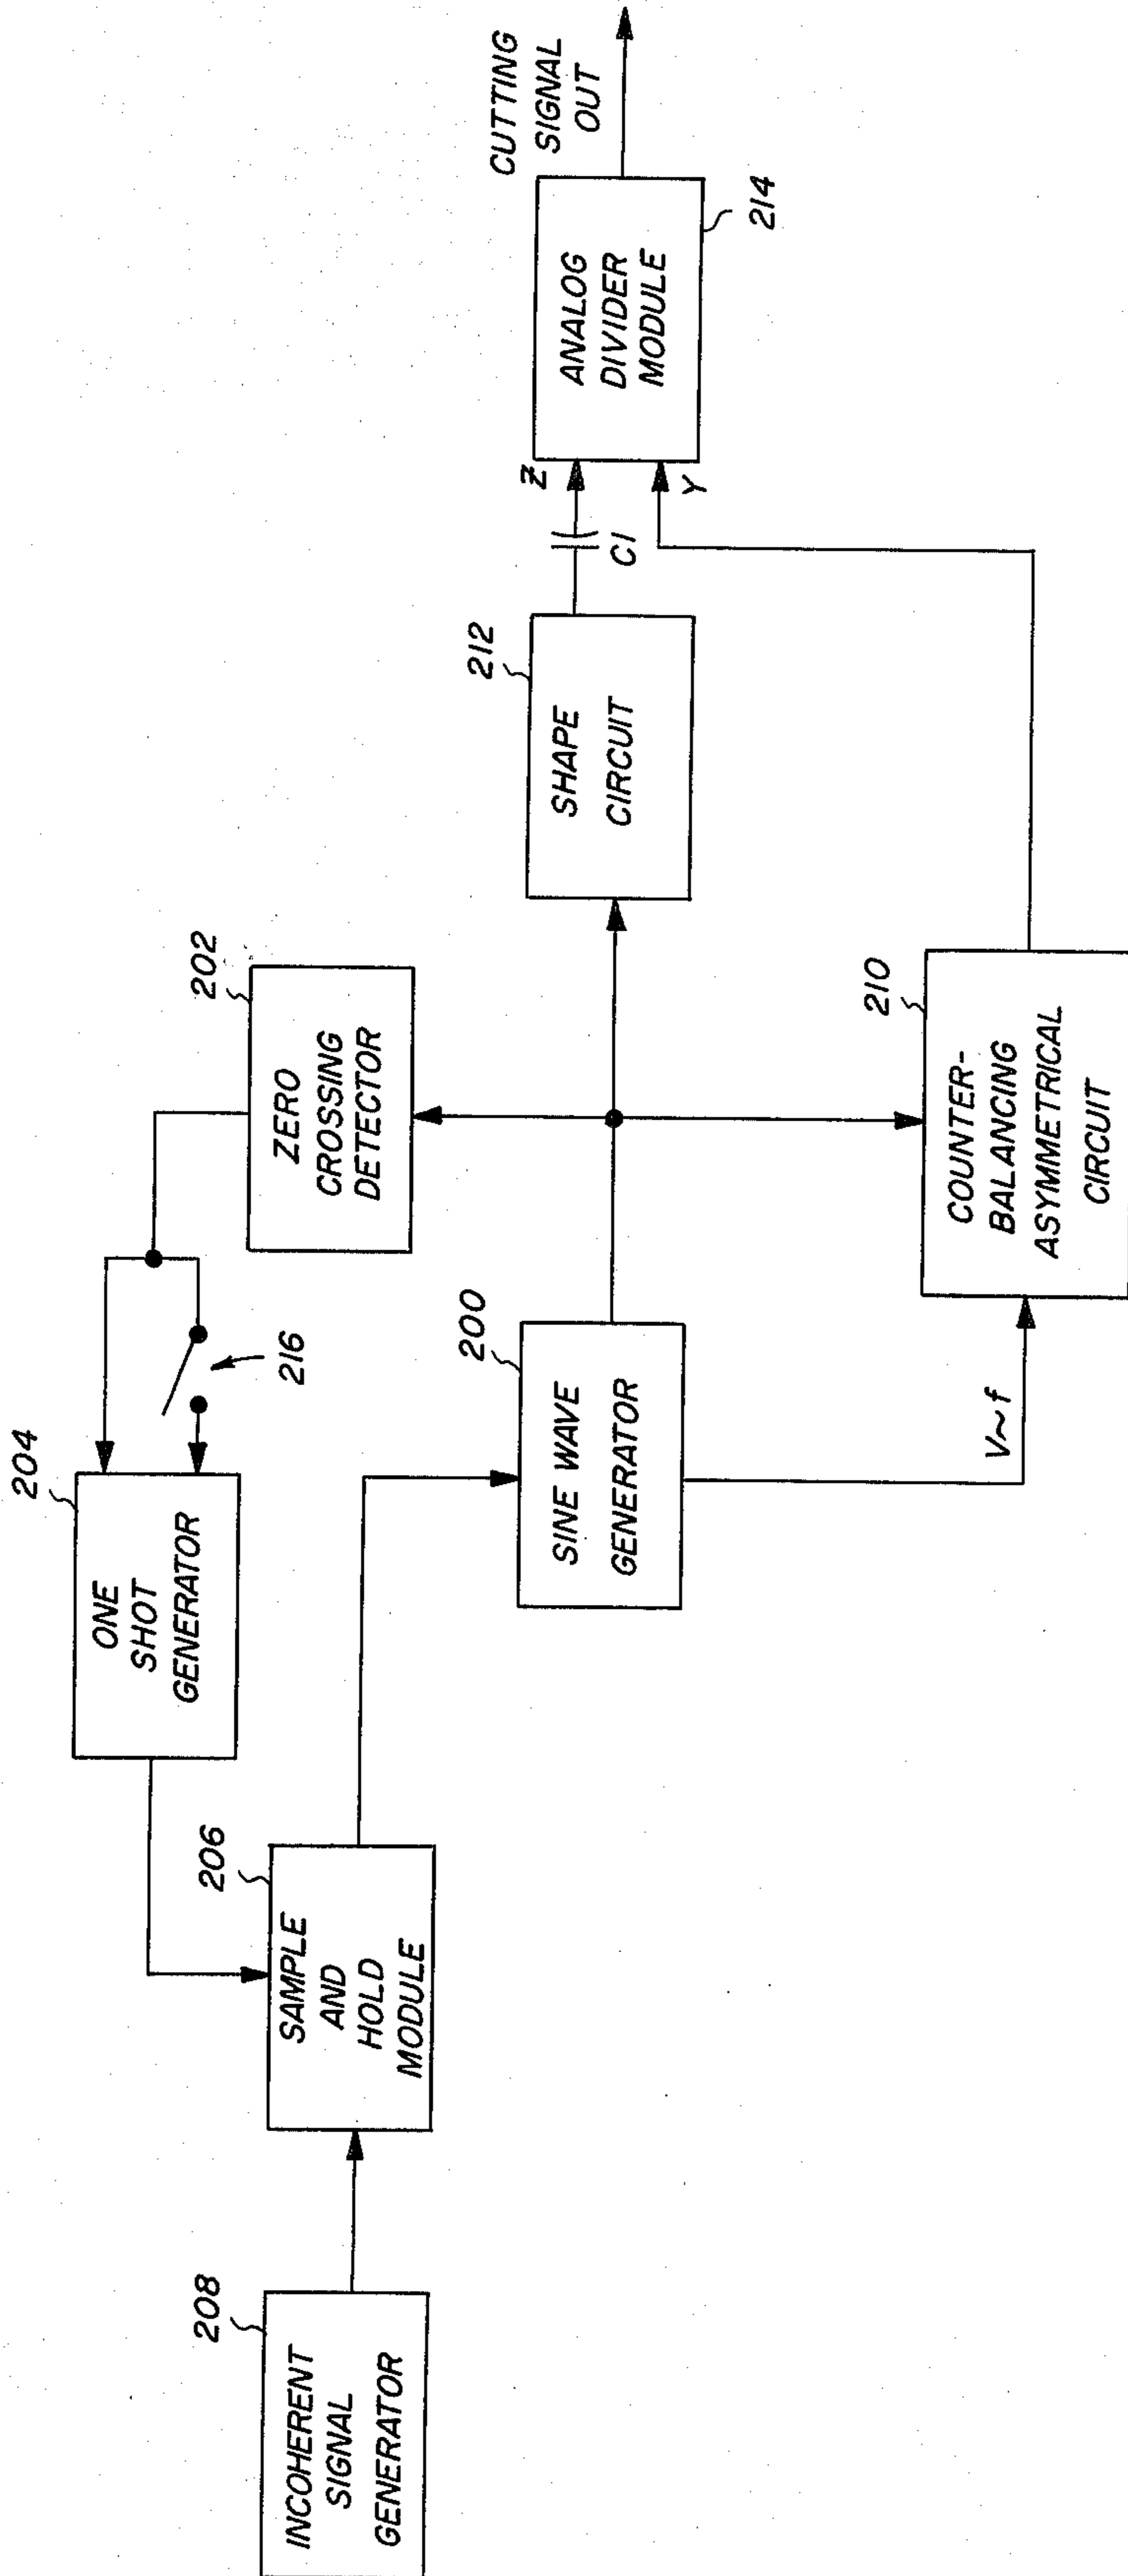 208
INCOHERENT
SIGNAL
GENERATOR
206
SAMPLE
AND
HOLD
MODULE
204
ONE
SHOT
GENERATOR
216
202
ZERO
CROSSING
DETECTOR
200
SINE WAVE
GENERATOR
V~f
210
COUNTER-
BALANCING
ASYMMETRICAL
CIRCUIT
212
SHAPE
CIRCUIT
C1
Z
Y
ANALOG
DIVIDER
MODULE
214
CUTTING
SIGNAL
OUT